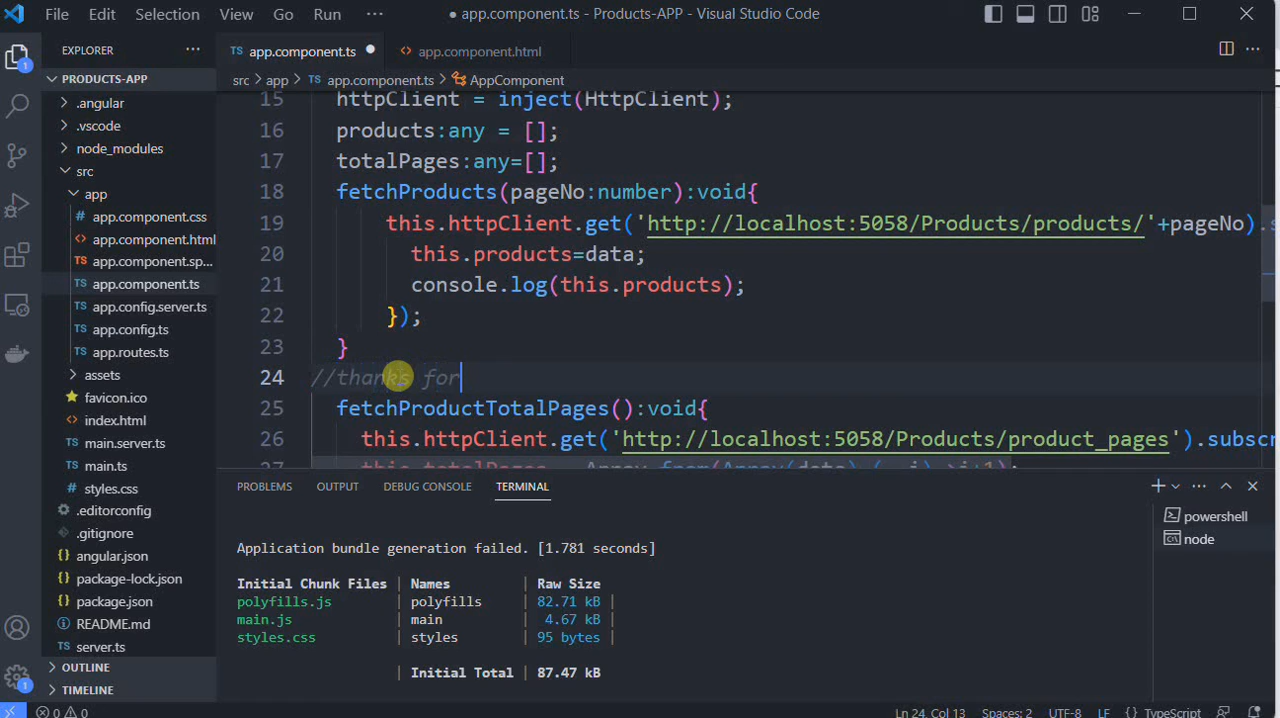 File Edit Selection View Go Run ··· ● app.component.ts - Products-APP - Visual Studio Code
EXPLORER ···
PRODUCTS-APP
.angular
.vscode
node_modules
src
app
app.component.css
app.component.html
app.component.sp...
app.component.ts
app.config.server.ts
app.config.ts
app.routes.ts
assets
favicon.ico
index.html
main.server.ts
main.ts
styles.css
.editorconfig
.gitignore
angular.json
package-lock.json
package.json
README.md
server.ts
OUTLINE
TIMELINE
1
1
TS app.component.ts ● <> app.component.html
src > app > TS app.component.ts > AppComponent
15 httpClient = inject(HttpClient);
16 products:any = [];
17 totalPages:any=[];
18 fetchProducts(pageNo:number):void{
19 this.httpClient.get('http://localhost:5058/Products/products/'+pageNo).s
20 this.products=data;
21 console.log(this.products);
22 });
23 }
24 //thanks for
25 fetchProductTotalPages():void{
26 this.httpClient.get('http://localhost:5058/Products/product_pages').subscr
27 this.totalPages = Array.from(Array(data),( ,i)=>i+1);
PROBLEMS OUTPUT DEBUG CONSOLE TERMINAL
Application bundle generation failed. [1.781 seconds]
Initial Chunk Files | Names | Raw Size
polyfills.js | polyfills | 82.71 kB |
main.js | main | 4.67 kB |
styles.css | styles | 95 bytes |
| Initial Total | 87.47 kB
powershell
node
0 0 Ln 24, Col 13 Spaces: 2 UTF-8 LF {} TypeScript